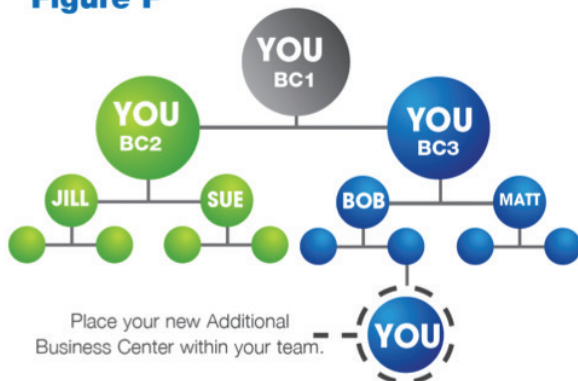 Figure F
YOU
BC1
YOU
BC2
YOU
BC3
JILL
SUE
BOB
MATT
Place your new Additional
Business Center within your team.
YOU